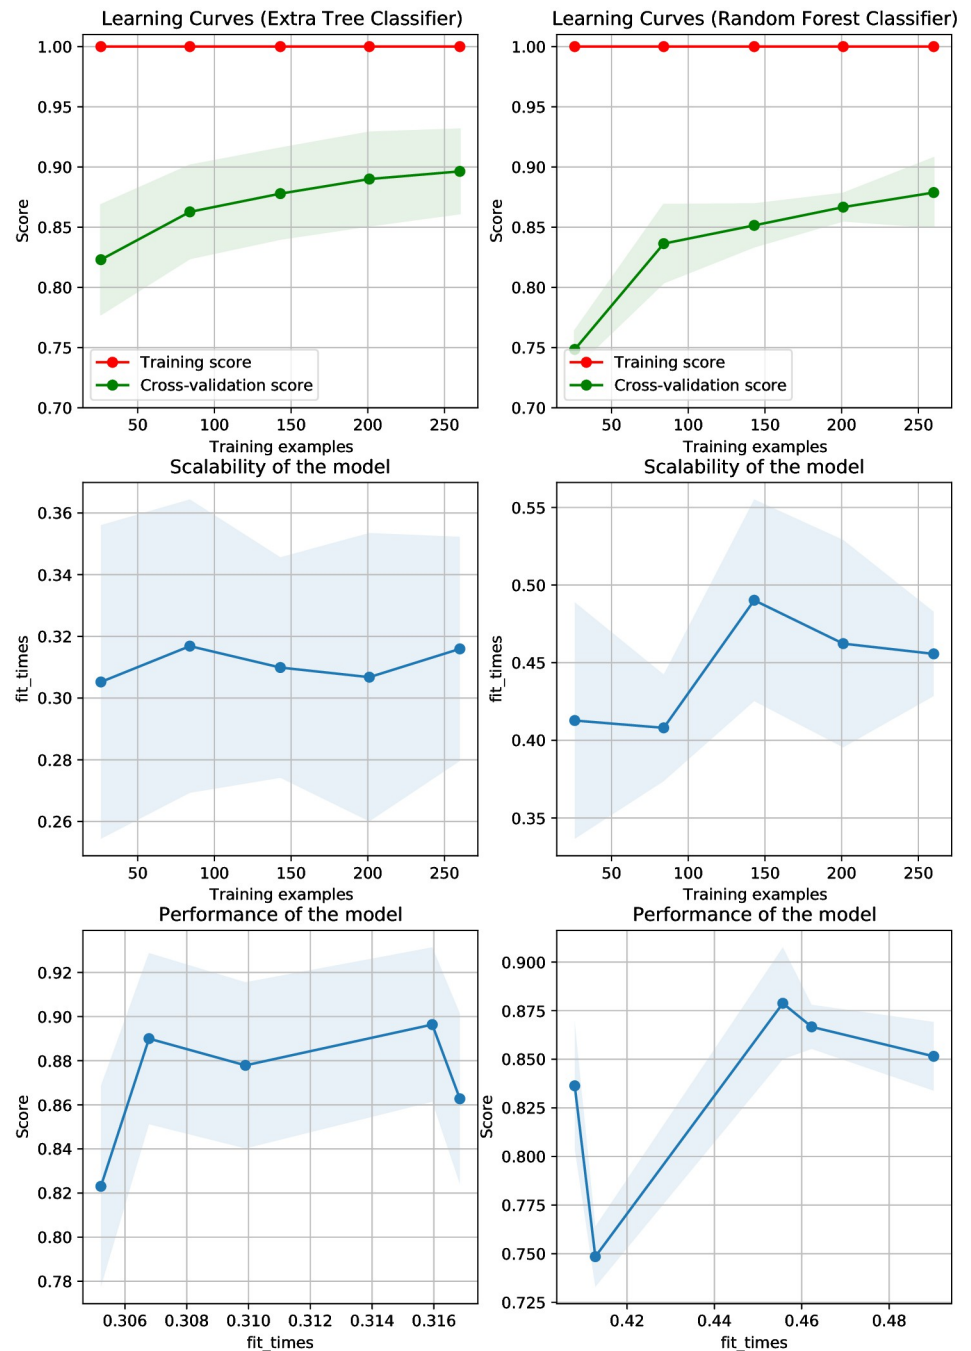 Learning Curves (Extra Tree Classifier)
1.00
0.95
0.90
0.85
0.80
0.75
0.70
Score
Training score
Cross-validation score
50 100 150 200 250
Training examples
Learning Curves (Random Forest Classifier)
1.00
0.95
0.90
0.85
0.80
0.75
0.70
Score
Training score
Cross-validation score
50 100 150 200 250
Training examples
Scalability of the model
0.36
0.34
0.32
0.30
0.28
0.26
fit_times
50 100 150 200 250
Training examples
Scalability of the model
0.55
0.50
0.45
0.40
0.35
fit_times
50 100 150 200 250
Training examples
Performance of the model
0.92
0.90
0.88
0.86
0.84
0.82
0.80
0.78
Score
0.306 0.308 0.310 0.312 0.314 0.316
fit_times
Performance of the model
0.900
0.875
0.850
0.825
0.800
0.775
0.750
0.725
Score
0.42 0.44 0.46 0.48
fit_times